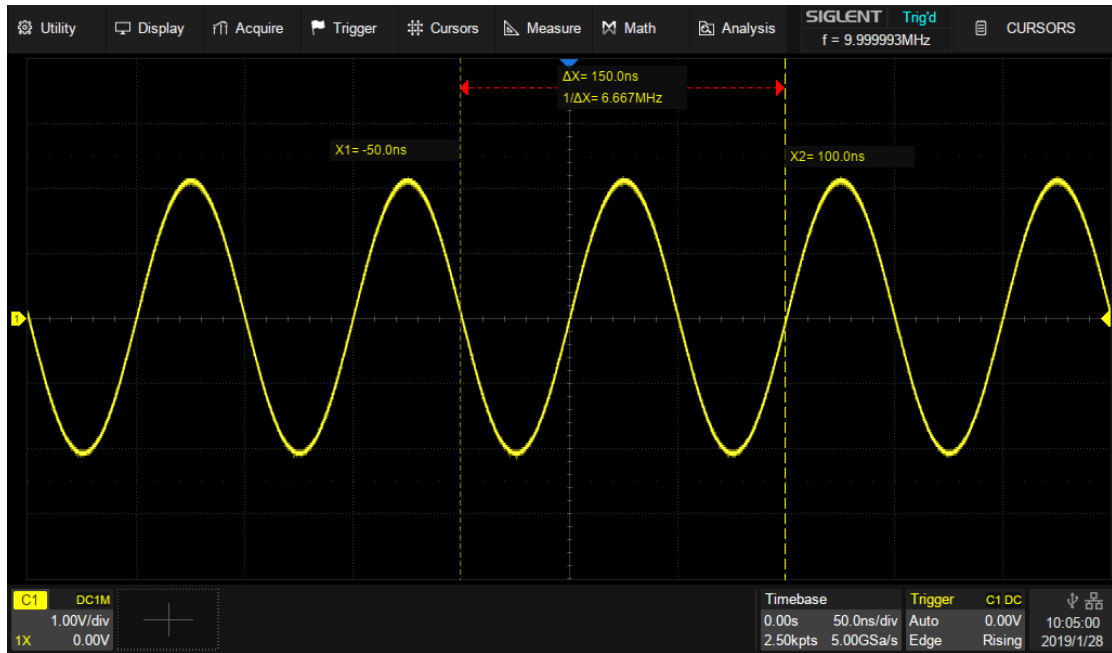 Utility Display Acquire Trigger Cursors Measure Math Analysis SIGLENT Trig'd CURSORS
f = 9.999993MHz
ΔX= 150.0ns
1/ΔX= 6.667MHz
X1= -50.0ns
X2= 100.0ns
1
C1 DC1M
1.00V/div
1X 0.00V
Timebase
0.00s 50.0ns/div
2.50kpts 5.00GSa/s
Trigger C1 DC
Auto 0.00V
Edge Rising
10:05:00
2019/1/28